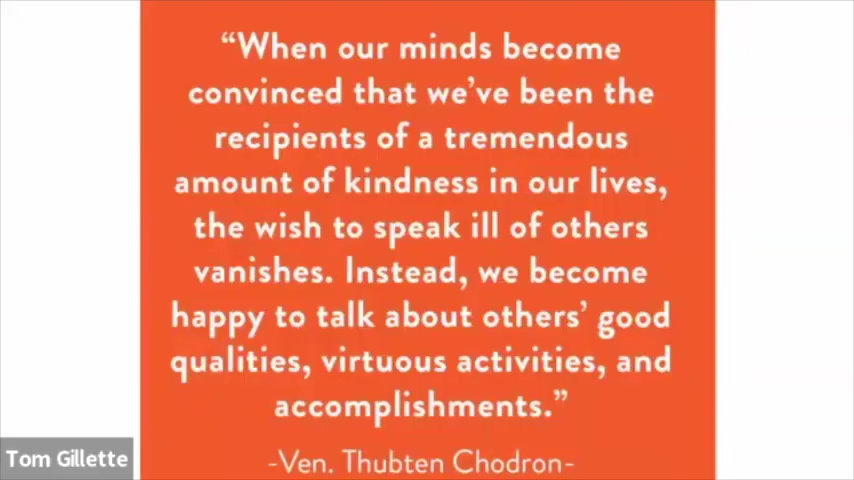 “When our minds become
convinced that we’ve been the
recipients of a tremendous
amount of kindness in our lives,
the wish to speak ill of others
vanishes. Instead, we become
happy to talk about others’ good
qualities, virtuous activities, and
accomplishments.”
-Ven. Thubten Chodron-
Tom Gillette